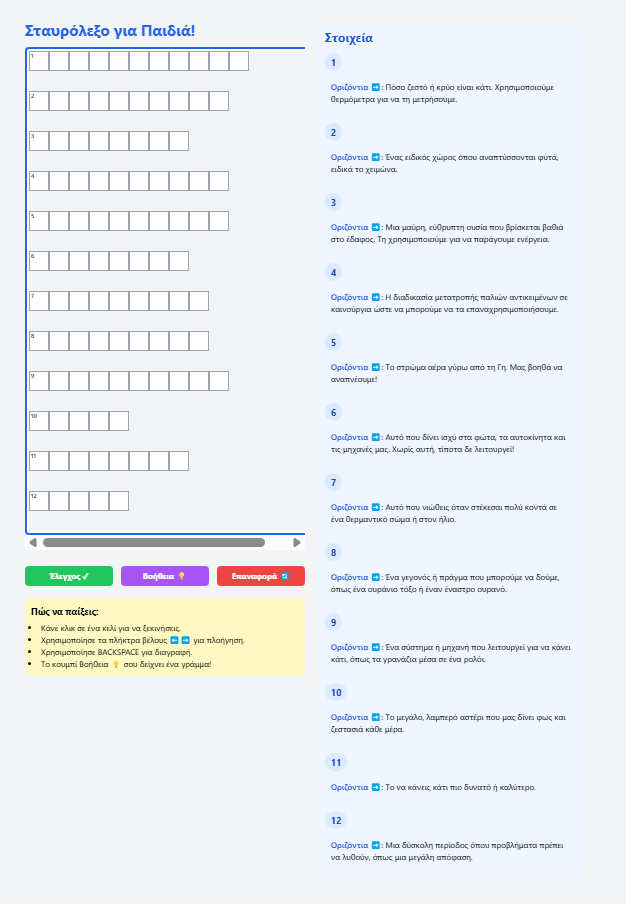 Σταυρόλεξο για Παιδιά!
1
2
3
4
5
6
7
8
9
10
11
12
Έλεγχος ✓
Βοήθεια 💡
Επαναφορά 🔄
Πώς να παίξεις:
• Κάνε κλικ σε ένα κελί για να ξεκινήσεις.
• Χρησιμοποίησε τα πλήκτρα βέλους ⬅️ ➡️ για πλοήγηση.
• Χρησιμοποίησε BACKSPACE για διαγραφή.
• Το κουμπί Βοήθεια 💡 σου δείχνει ένα γράμμα!
Στοιχεία
1
Οριζόντια ➡️: Πόσο ζεστό ή κρύο είναι κάτι. Χρησιμοποιούμε
θερμόμετρα για να τη μετρήσουμε.
2
Οριζόντια ➡️: Ένας ειδικός χώρος όπου αναπτύσσονται φυτά,
ειδικά το χειμώνα.
3
Οριζόντια ➡️: Μια μαύρη, εύθρυπτη ουσία που βρίσκεται βαθιά
στο έδαφος. Τη χρησιμοποιούμε για να παράγουμε ενέργεια.
4
Οριζόντια ➡️: Η διαδικασία μετατροπής παλιών αντικειμένων σε
καινούργια ώστε να μπορούμε να τα επαναχρησιμοποιήσουμε.
5
Οριζόντια ➡️: Το στρώμα αέρα γύρω από τη Γη. Μας βοηθά να
αναπνέουμε!
6
Οριζόντια ➡️: Αυτό που δίνει ισχύ στα φώτα, τα αυτοκίνητα και
τις μηχανές μας. Χωρίς αυτή, τίποτα δε λειτουργεί!
7
Οριζόντια ➡️: Αυτό που νιώθεις όταν στέκεσαι πολύ κοντά σε
ένα θερμαντικό σώμα ή στον ήλιο.
8
Οριζόντια ➡️: Ένα γεγονός ή πράγμα που μπορούμε να δούμε,
όπως ένα ουράνιο τόξο ή έναν έναστρο ουρανό.
9
Οριζόντια ➡️: Ένα σύστημα ή μηχανή που λειτουργεί για να κάνει
κάτι, όπως τα γρανάζια μέσα σε ένα ρολόι.
10
Οριζόντια ➡️: Το μεγάλο, λαμπερό αστέρι που μας δίνει φως και
ζεστασιά κάθε μέρα.
11
Οριζόντια ➡️: Το να κάνεις κάτι πιο δυνατό ή καλύτερο.
12
Οριζόντια ➡️: Μια δύσκολη περίοδος όπου προβλήματα πρέπει
να λυθούν, όπως μια μεγάλη απόφαση.